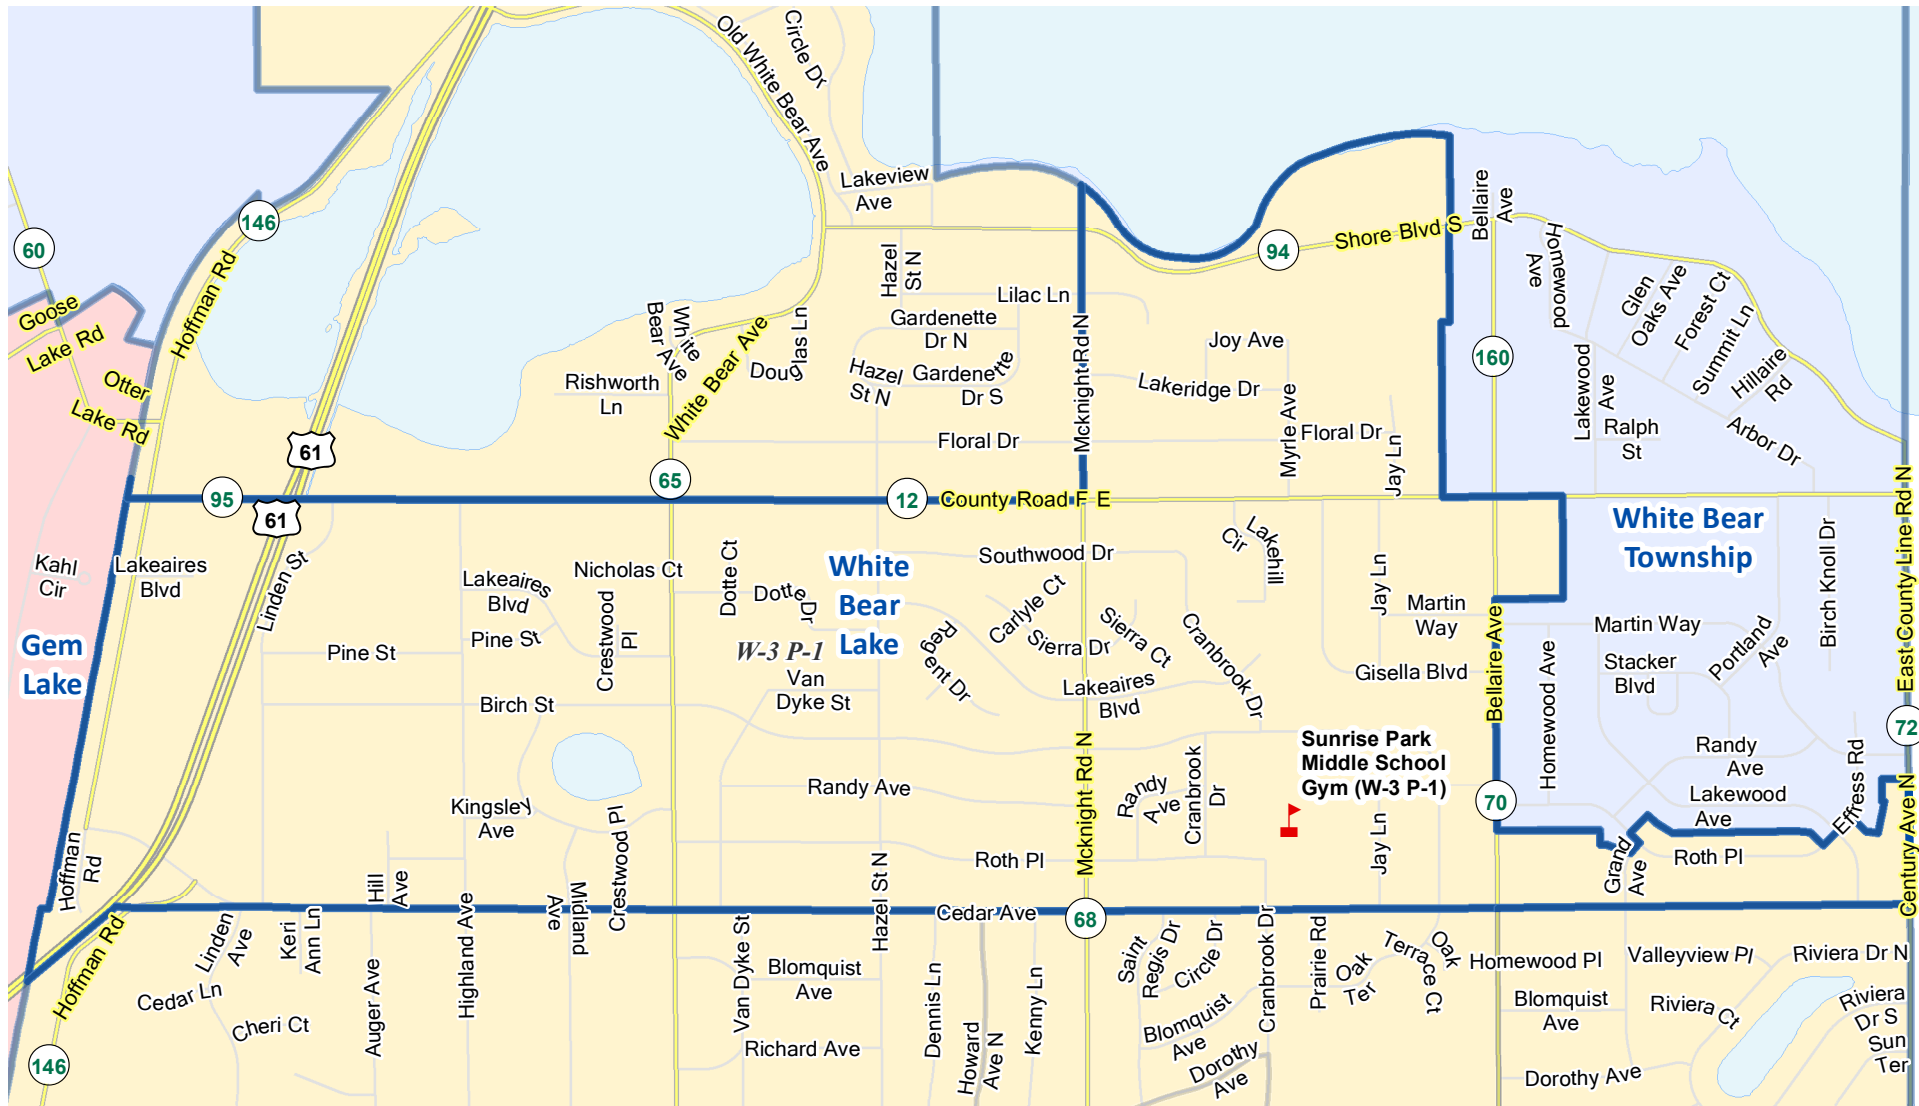 Circle Dr
Old White Bear Ave
Lakeview
Ave
146
60
Hoffman Rd
Goose
Lake Rd
Otter
Lake Rd
61
95
61
White
Bear Ave
White Bear Ave
Douglas Ln
Rishworth
Ln
65
Hazel
St N
Lilac Ln
Gardenette
Dr N
Hazel
St N
Gardenette
Dr S
Floral Dr
12
County Road F E
Mcknight Rd N
94
Shore Blvd S
Joy Ave
Lakeridge Dr
Myrle Ave
Floral Dr
Jay Ln
Bellaire
Ave
160
Homewood
Ave
Glen
Oaks Ave
Forest Ct
Summit Ln
Hillaire
Rd
Lakewood
Ave
Ralph
St
Arbor Dr
East County Line Rd N
White Bear
Township
Birch Knoll Dr
Kahl
Cir
Lakeaires
Blvd
Gem
Lake
Linden St
Lakeaires
Blvd
Nicholas Ct
Dotte Ct
Dotte Dr
White
Bear
Lake
Southwood Dr
Carlyle Ct
Sierra Dr
Sierra Ct
Lakehill
Cir
Jay Ln
Martin
Way
Martin Way
Pine St
Pine St
Crestwood
Pl
W-3 P-1
Regent Dr
Cranbrook Dr
Gisella Blvd
Bellaire Ave
Homewood Ave
Stacker
Blvd
Portland
Ave
Birch St
Van
Dyke St
Lakeaires
Blvd
72
Mcknight Rd N
Sunrise Park
Middle School
Gym (W-3 P-1)
Randy
Ave
Randy Ave
Randy
Ave
Cranbrook
Dr
Lakewood
Ave
Effress Rd
70
Kingsley
Ave
Crestwood Pl
Roth Pl
Jay Ln
Grand
Ave
Roth Pl
Century Ave N
Hoffman
Rd
Hill
Ave
Highland Ave
Midland
Ave
Hazel St N
Cedar Ave
68
Hoffman Rd
Linden
Ave
Keri
Ann Ln
Cedar Ln
Cheri Ct
Auger Ave
Van Dyke St
Blomquist
Ave
Richard Ave
Dennis Ln
Howard
Ave N
Kenny Ln
Saint
Regis Dr
Circle Dr
Blomquist
Ave
Dorothy
Ave
Cranbrook Dr
Prairie Rd
Oak
Ter
Oak
Terrace Ct
Homewood Pl
Valleyview Pl
Riviera Dr N
Blomquist
Ave
Riviera Ct
Riviera
Dr S
Sun
Ter
Dorothy Ave
146